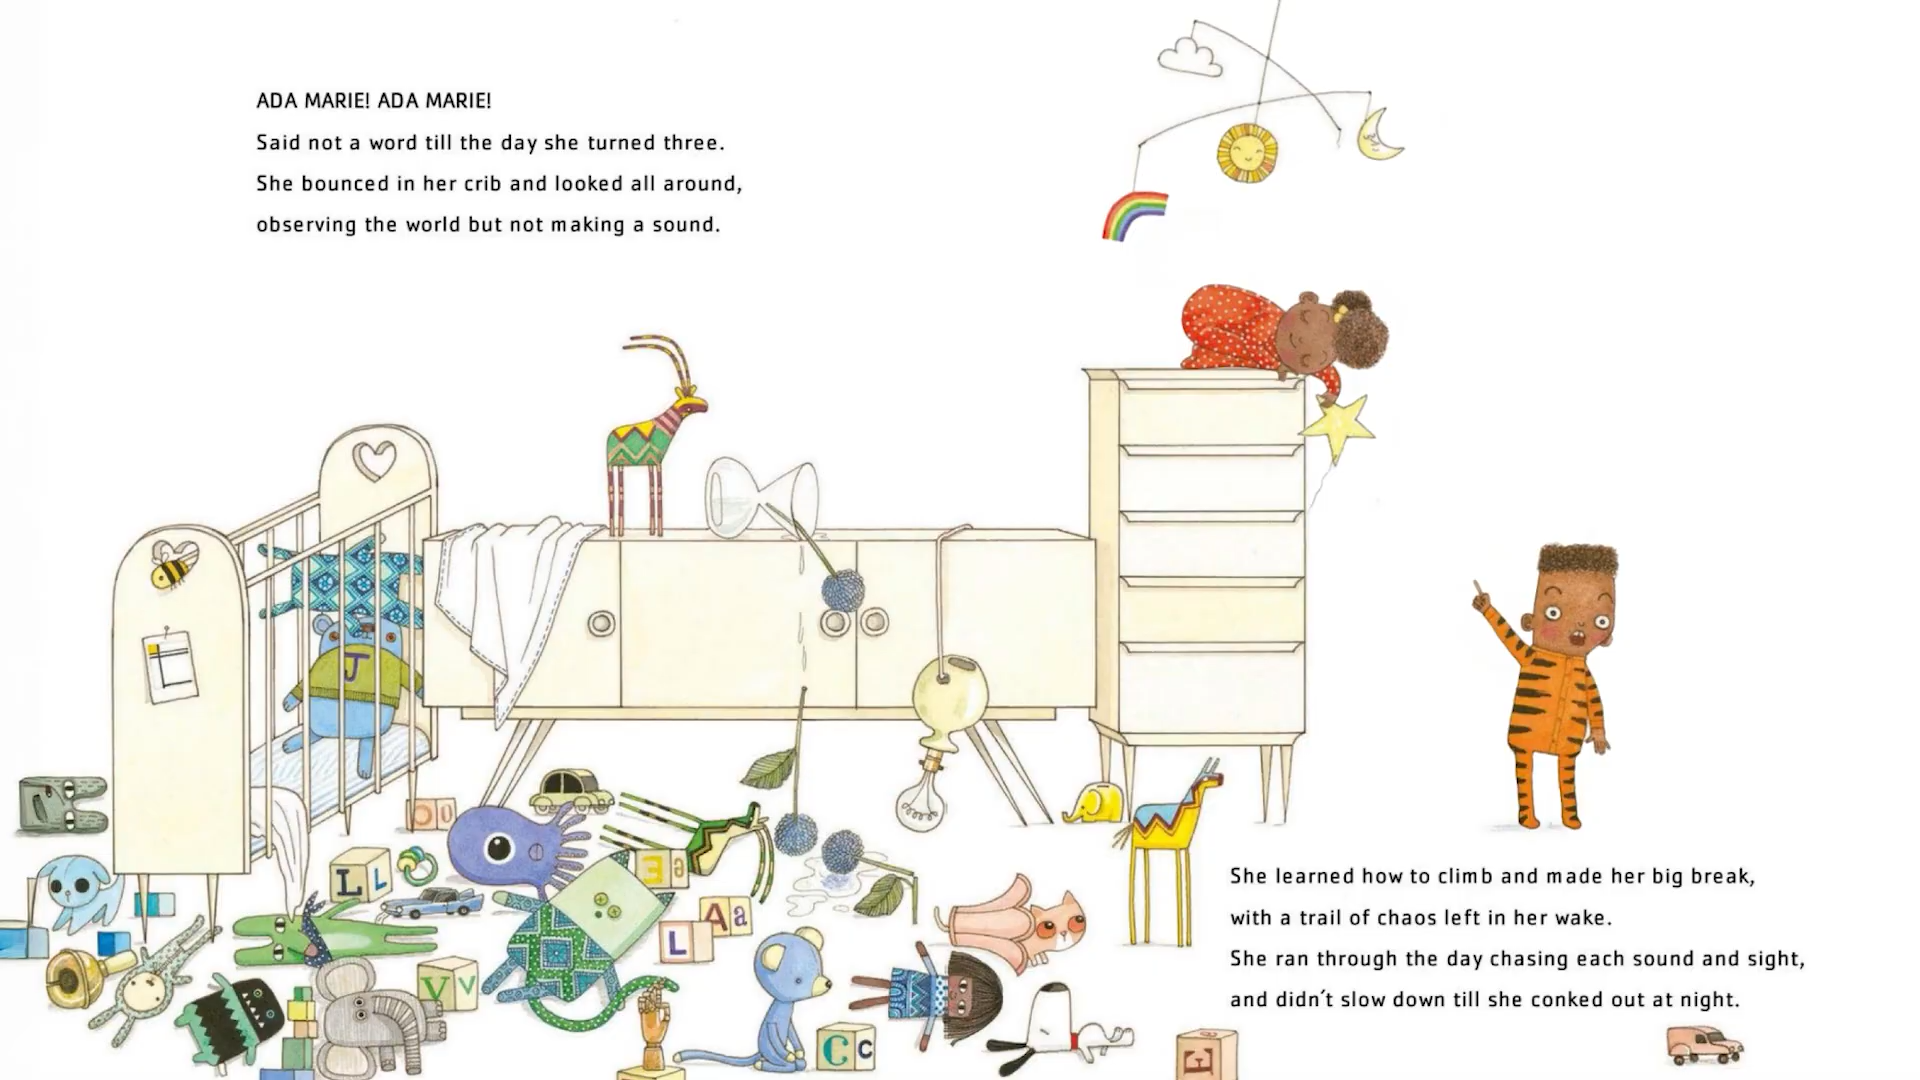 ADA MARIE! ADA MARIE!
Said not a word till the day she turned three.
She bounced in her crib and looked all around,
observing the world but not making a sound.
J
L L
E a
A a
L
V V
C c
E
She learned how to climb and made her big break,
with a trail of chaos left in her wake.
She ran through the day chasing each sound and sight,
and didn't slow down till she conked out at night.